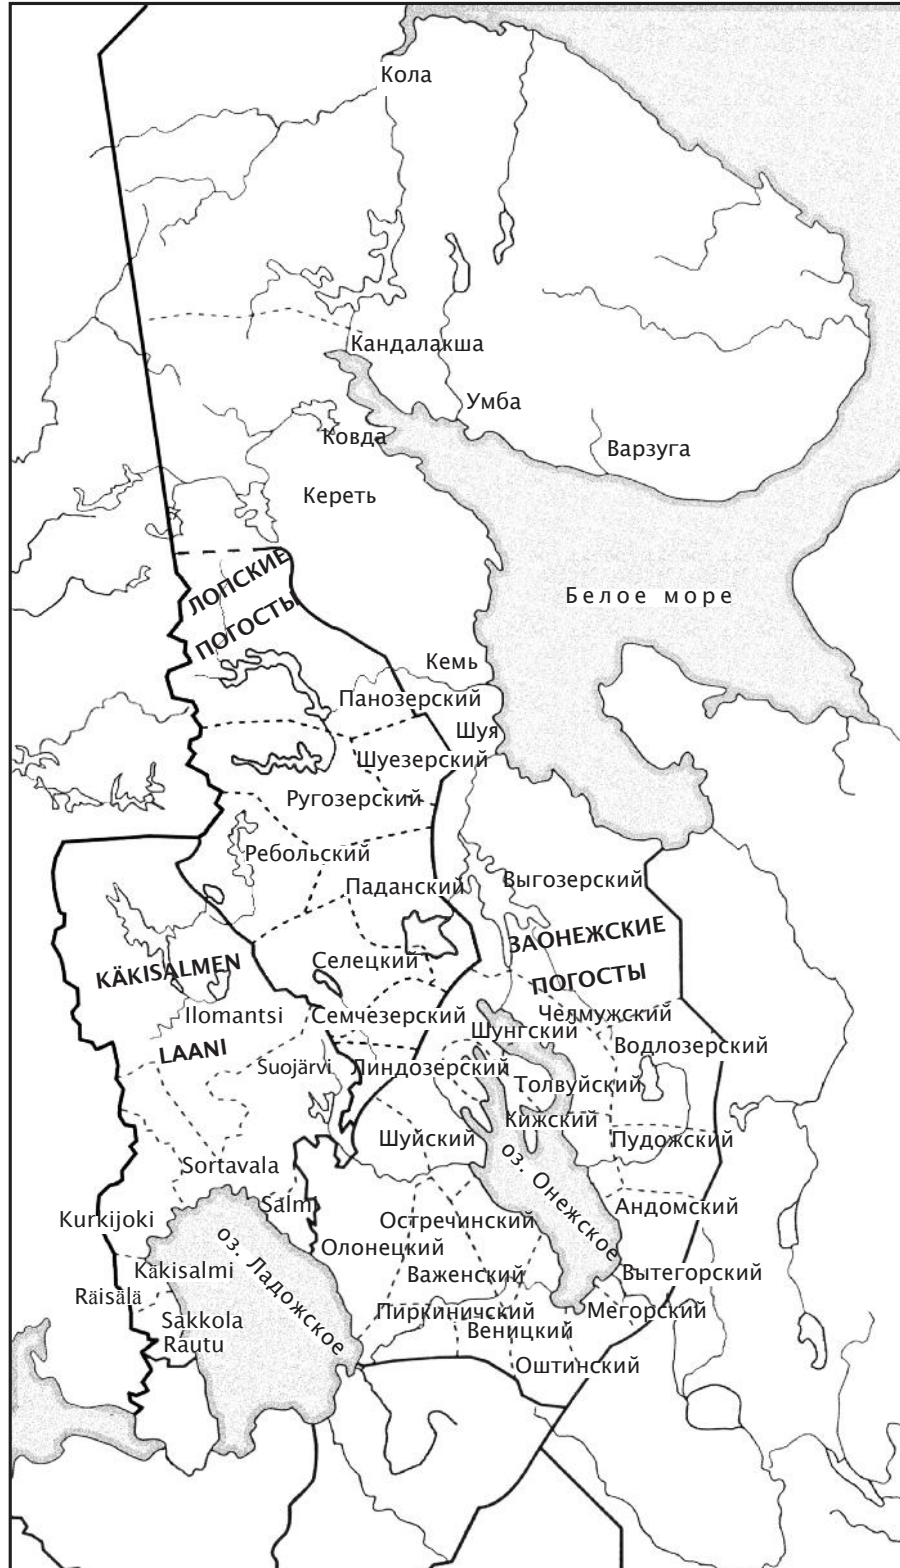 Кола
Кандалакша
Умба
Ковда
Варзуга
Кереть
ЛОПСКИЕ
ПОГОСТЫ
Белое море
Кемь
Панозерский
Шуя
Шуезерский
Ругозерский
Ребольский
Паданский
Выгозерский
ЗАОНЕЖСКИЕ
ПОГОСТЫ
Селецкий
KÄKISALMEN
LAANI
Ilomantsi
Семчезерский
Челмужский
Шунгский
Водлозерский
Suojärvi
Линдозерский
Толвуйский
Кижский
Шуйский
Пудожский
оз. Онежское
Sortavala
Salmi
Андомский
Kurkijoki
Остречинский
оз. Ладожское
Олонецкий
Käkisalmi
Важенский
Вытегорский
Räisälä
Sakkola
Rautu
Пиркиничский
Мегорский
Веницкий
Оштинский